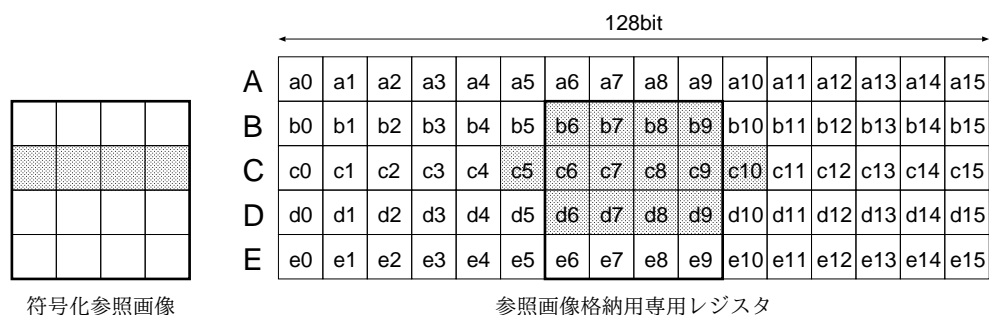 128bit
A a0 a1 a2 a3 a4 a5 a6 a7 a8 a9 a10 a11 a12 a13 a14 a15
B b0 b1 b2 b3 b4 b5 b6 b7 b8 b9 b10 b11 b12 b13 b14 b15
C c0 c1 c2 c3 c4 c5 c6 c7 c8 c9 c10 c11 c12 c13 c14 c15
D d0 d1 d2 d3 d4 d5 d6 d7 d8 d9 d10 d11 d12 d13 d14 d15
E e0 e1 e2 e3 e4 e5 e6 e7 e8 e9 e10 e11 e12 e13 e14 e15
符号化参照画像
参照画像格納用専用レジスタ